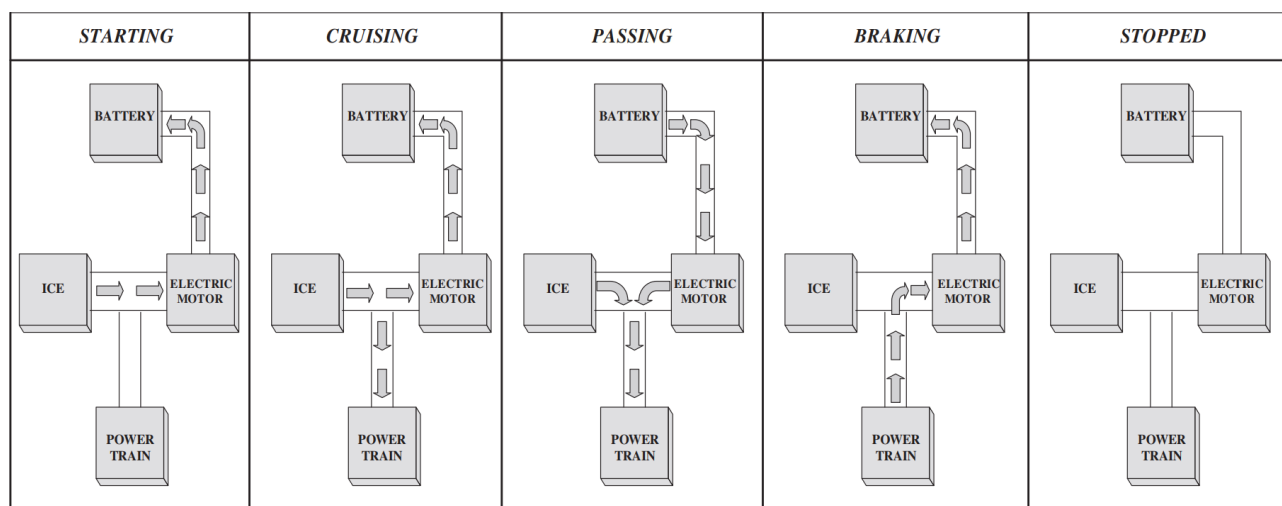 STARTING
CRUISING
PASSING
BRAKING
STOPPED
BATTERY
ICE
ELECTRIC
MOTOR
POWER
TRAIN
BATTERY
ICE
ELECTRIC
MOTOR
POWER
TRAIN
BATTERY
ICE
ELECTRIC
MOTOR
POWER
TRAIN
BATTERY
ICE
ELECTRIC
MOTOR
POWER
TRAIN
BATTERY
ICE
ELECTRIC
MOTOR
POWER
TRAIN